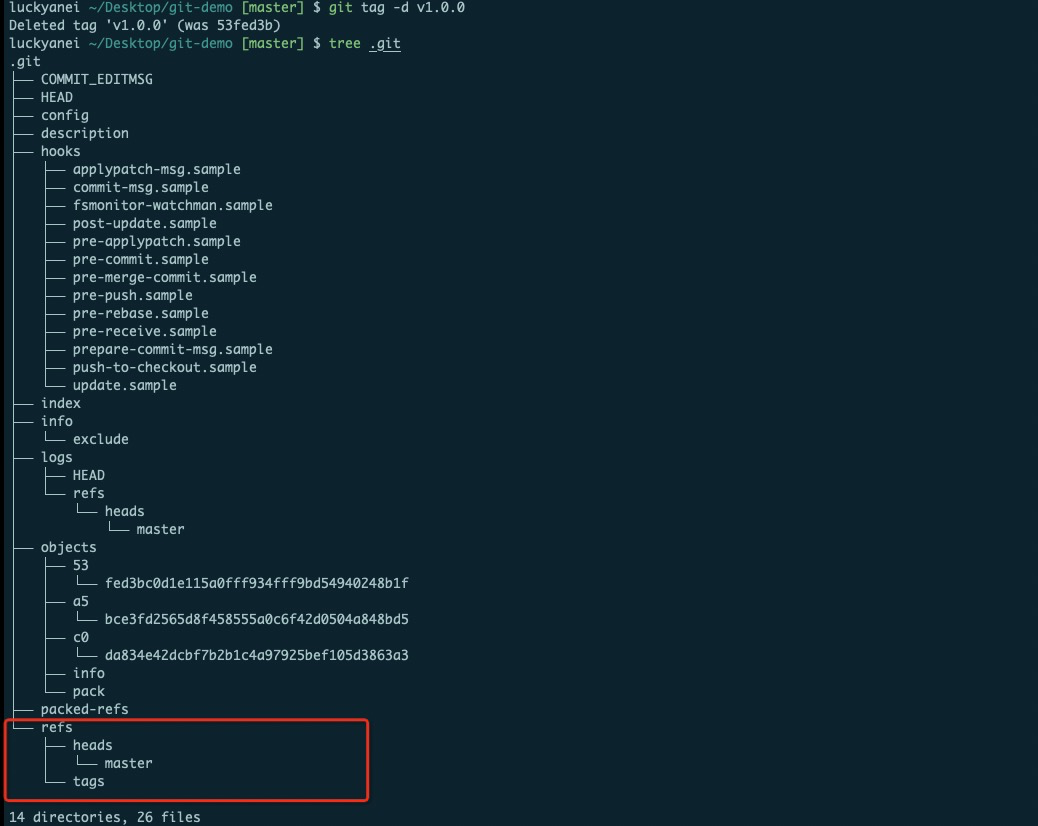 luckyanei ~/Desktop/git-demo [master] $ git tag -d v1.0.0
Deleted tag 'v1.0.0' (was 53fed3b)
luckyanei ~/Desktop/git-demo [master] $ tree .git
.git
├── COMMIT_EDITMSG
├── HEAD
├── config
├── description
├── hooks
│   ├── applypatch-msg.sample
│   ├── commit-msg.sample
│   ├── fsmonitor-watchman.sample
│   ├── post-update.sample
│   ├── pre-applypatch.sample
│   ├── pre-commit.sample
│   ├── pre-merge-commit.sample
│   ├── pre-push.sample
│   ├── pre-rebase.sample
│   ├── pre-receive.sample
│   ├── prepare-commit-msg.sample
│   ├── push-to-checkout.sample
│   └── update.sample
├── index
├── info
│   └── exclude
├── logs
│   ├── HEAD
│   └── refs
│       └── heads
│           └── master
├── objects
│   ├── 53
│   │   └── fed3bc0d1e115a0fff934fff9bd54940248b1f
│   ├── a5
│   │   └── bce3fd2565d8f458555a0c6f42d0504a848bd5
│   ├── c0
│   │   └── da834e42dcbf7b2b1c4a97925bef105d3863a3
│   ├── info
│   └── pack
├── packed-refs
└── refs
    ├── heads
    │   └── master
    └── tags
14 directories, 26 files